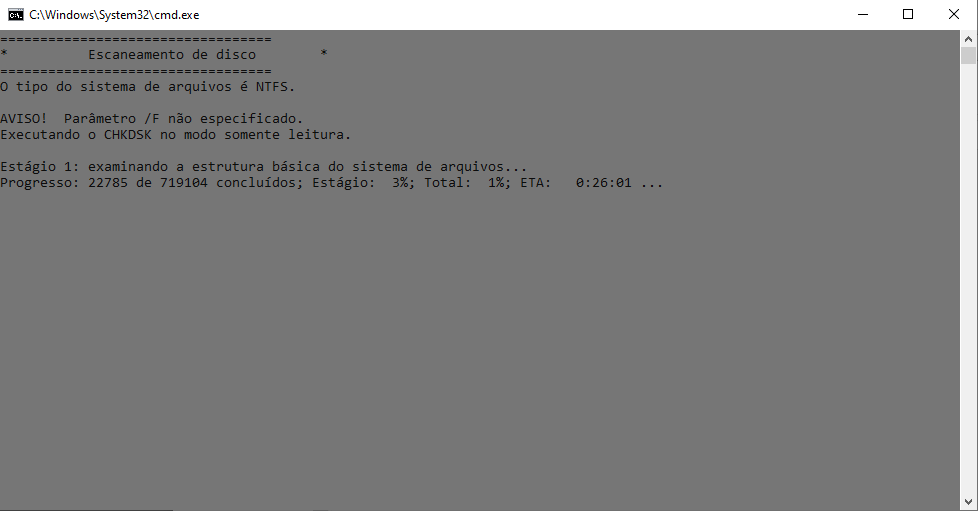 C:\Windows\System32\cmd.exe
==================================
*          Escaneamento de disco        *
==================================
O tipo do sistema de arquivos é NTFS.
AVISO!  Parâmetro /F não especificado.
Executando o CHKDSK no modo somente leitura.
Estágio 1: examinando a estrutura básica do sistema de arquivos...
Progresso: 22785 de 719104 concluídos; Estágio:  3%; Total:  1%; ETA:   0:26:01 ...